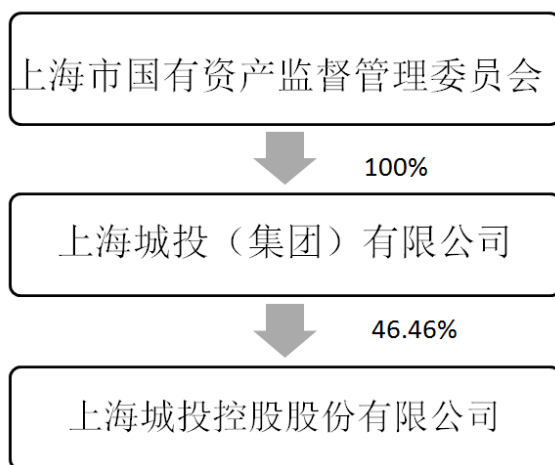 上海市国有资产监督管理委员会
100%
上海城投（集团）有限公司
46.46%
上海城投控股股份有限公司